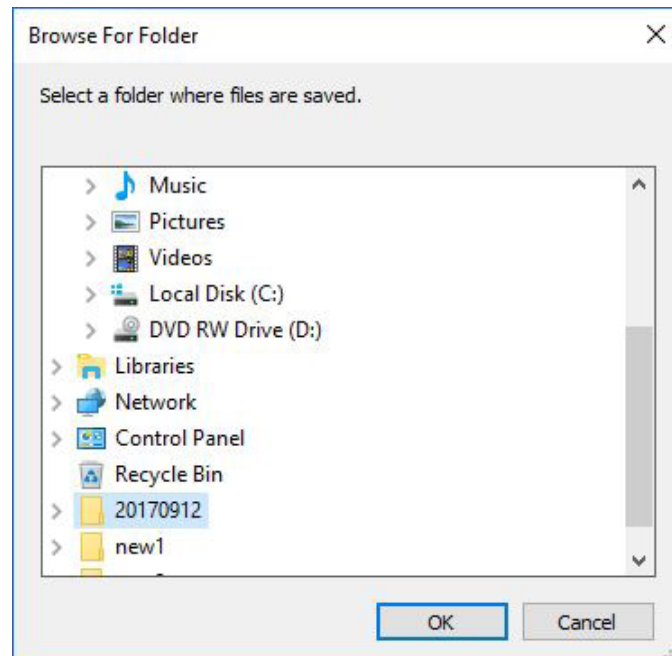 Browse For Folder
Select a folder where files are saved.
Music
Pictures
Videos
Local Disk (C:)
DVD RW Drive (D:)
Libraries
Network
Control Panel
Recycle Bin
20170912
new1
OK
Cancel